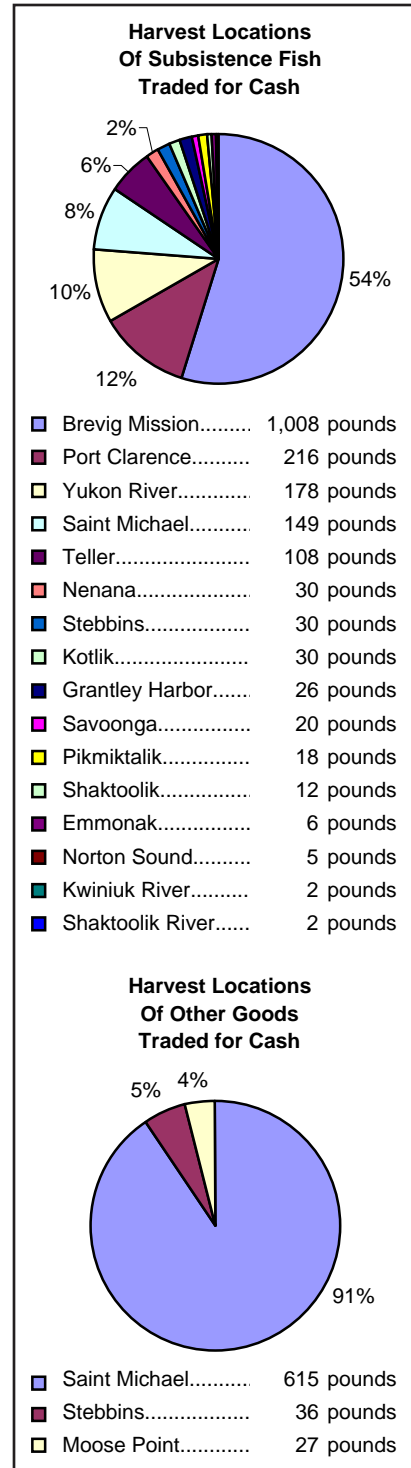 Harvest Locations
Of Subsistence Fish
Traded for Cash
2%
6%
8%
10%
12%
54%
Brevig Mission......... 1,008 pounds
Port Clarence......... 216 pounds
Yukon River............. 178 pounds
Saint Michael........... 149 pounds
Teller....................... 108 pounds
Nenana................... 30 pounds
Stebbins.................. 30 pounds
Kotlik....................... 30 pounds
Grantley Harbor....... 26 pounds
Savoonga................ 20 pounds
Pikmiktalik............... 18 pounds
Shaktoolik................ 12 pounds
Emmonak................ 6 pounds
Norton Sound.......... 5 pounds
Kwiniuk River........... 2 pounds
Shaktoolik River...... 2 pounds
Harvest Locations
Of Other Goods
Traded for Cash
5%
4%
91%
Saint Michael........... 615 pounds
Stebbins.................. 36 pounds
Moose Point............ 27 pounds